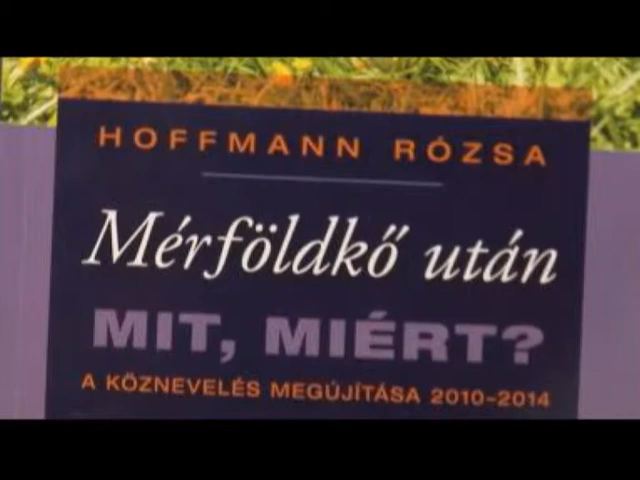 HOFFMANN RÓZSA
Mérföldkő után
MIT, MIÉRT?
A KÖZNEVELÉS MEGÚJÍTÁSA 2010-2014